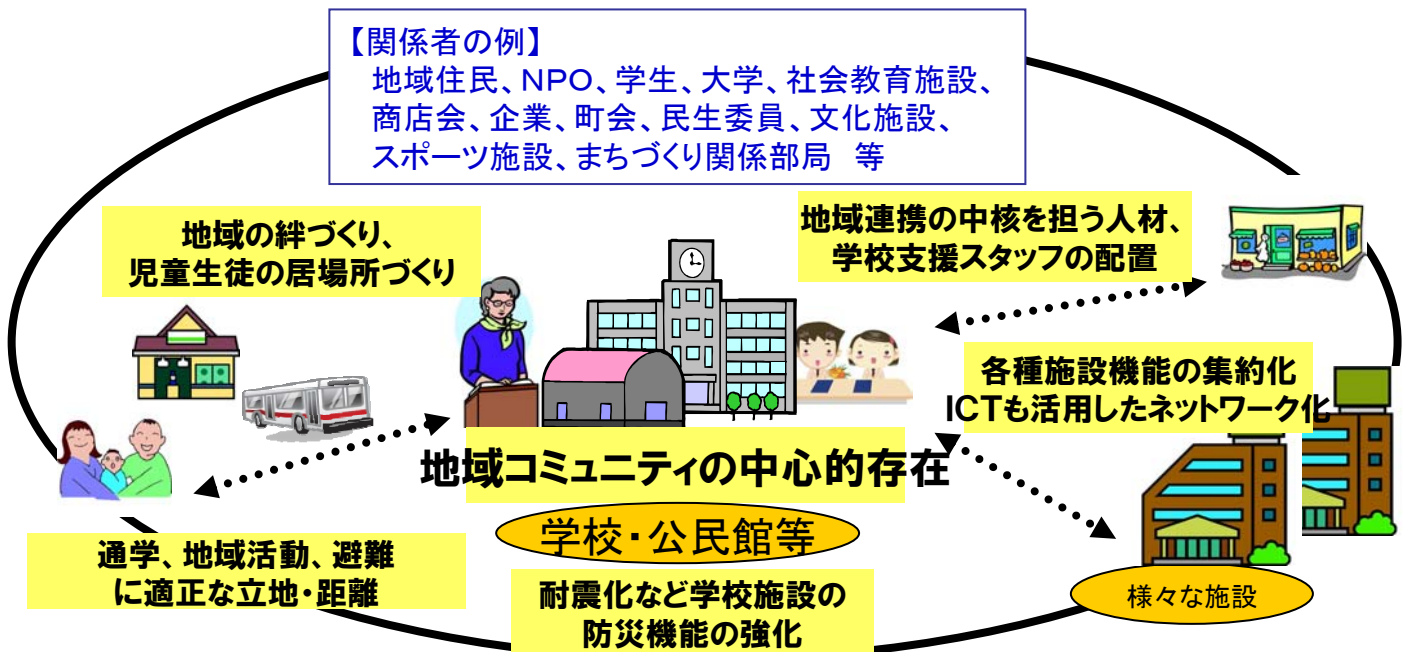 【関係者の例】
地域住民、NPO、学生、大学、社会教育施設、
商店会、企業、町会、民生委員、文化施設、
スポーツ施設、まちづくり関係部局　等
地域の絆づくり、
児童生徒の居場所づくり
地域連携の中核を担う人材、
学校支援スタッフの配置
各種施設機能の集約化
ICTも活用したネットワーク化
地域コミュニティの中心的存在
学校・公民館等
通学、地域活動、避難
に適正な立地・距離
耐震化など学校施設の
防災機能の強化
様々な施設